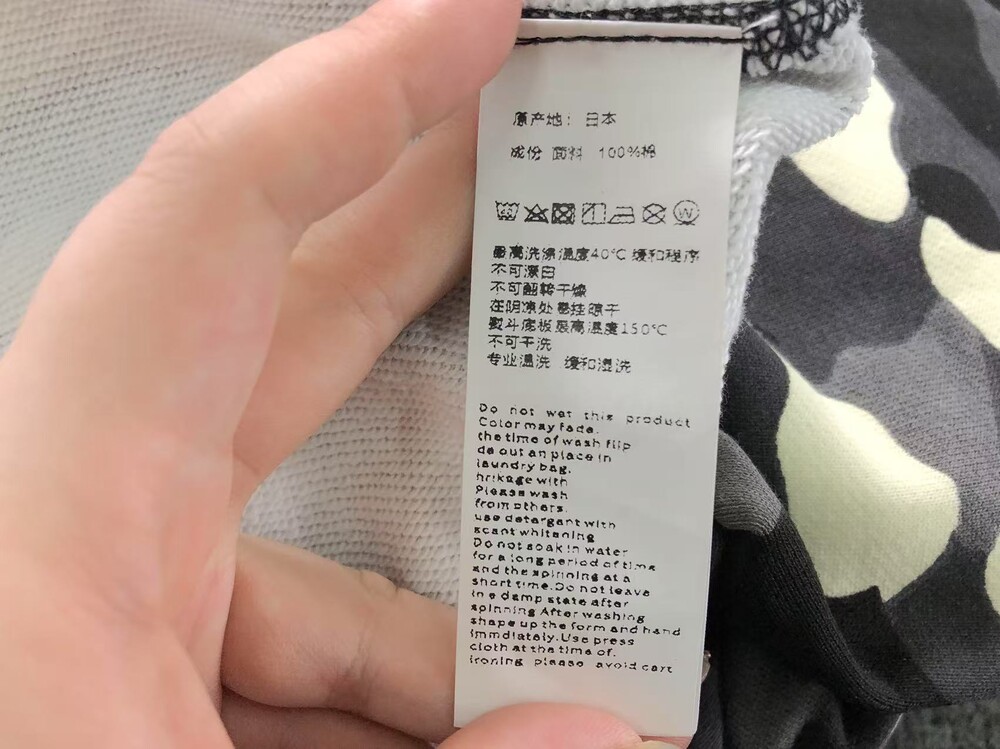 原产地: 日本
成份 面料 100%棉
W
最高洗涤温度40°C 缓和程序
不可漂白
不可翻转干燥
在阴凉处悬挂晾干
熨斗底板最高温度150°C
不可干洗
专业温洗 缓和湿洗
Do not wet this product
Color may fade.
the time of wash flip
de out an place in
laundry bag.
hrikage with
Please wash
from others.
use detergant with
scant whitening
Do not soak in water
for a long period of time
and the spinning at a
short time. Do not leave
in e damp state after
spinning After washing
shape up the form and hand
immdiately. Use press
cloth at the time of.
ironing please avoid cart